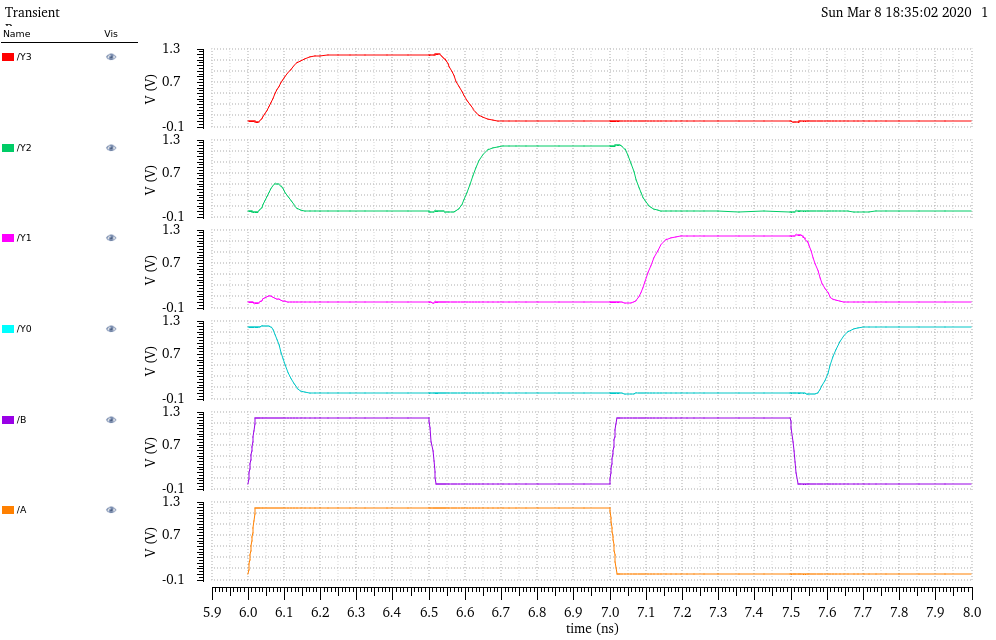 Transient
Sun Mar 8 18:35:02 2020 1
Name Vis
/Y3
V (V)
1.3
0.7
-0.1
/Y2
V (V)
1.3
0.7
-0.1
/Y1
V (V)
1.3
0.7
-0.1
/Y0
V (V)
1.3
0.7
-0.1
/B
V (V)
1.3
0.7
-0.1
/A
V (V)
1.3
0.7
-0.1
5.9 6.0 6.1 6.2 6.3 6.4 6.5 6.6 6.7 6.8 6.9 7.0 7.1 7.2 7.3 7.4 7.5 7.6 7.7 7.8 7.9 8.0
time (ns)